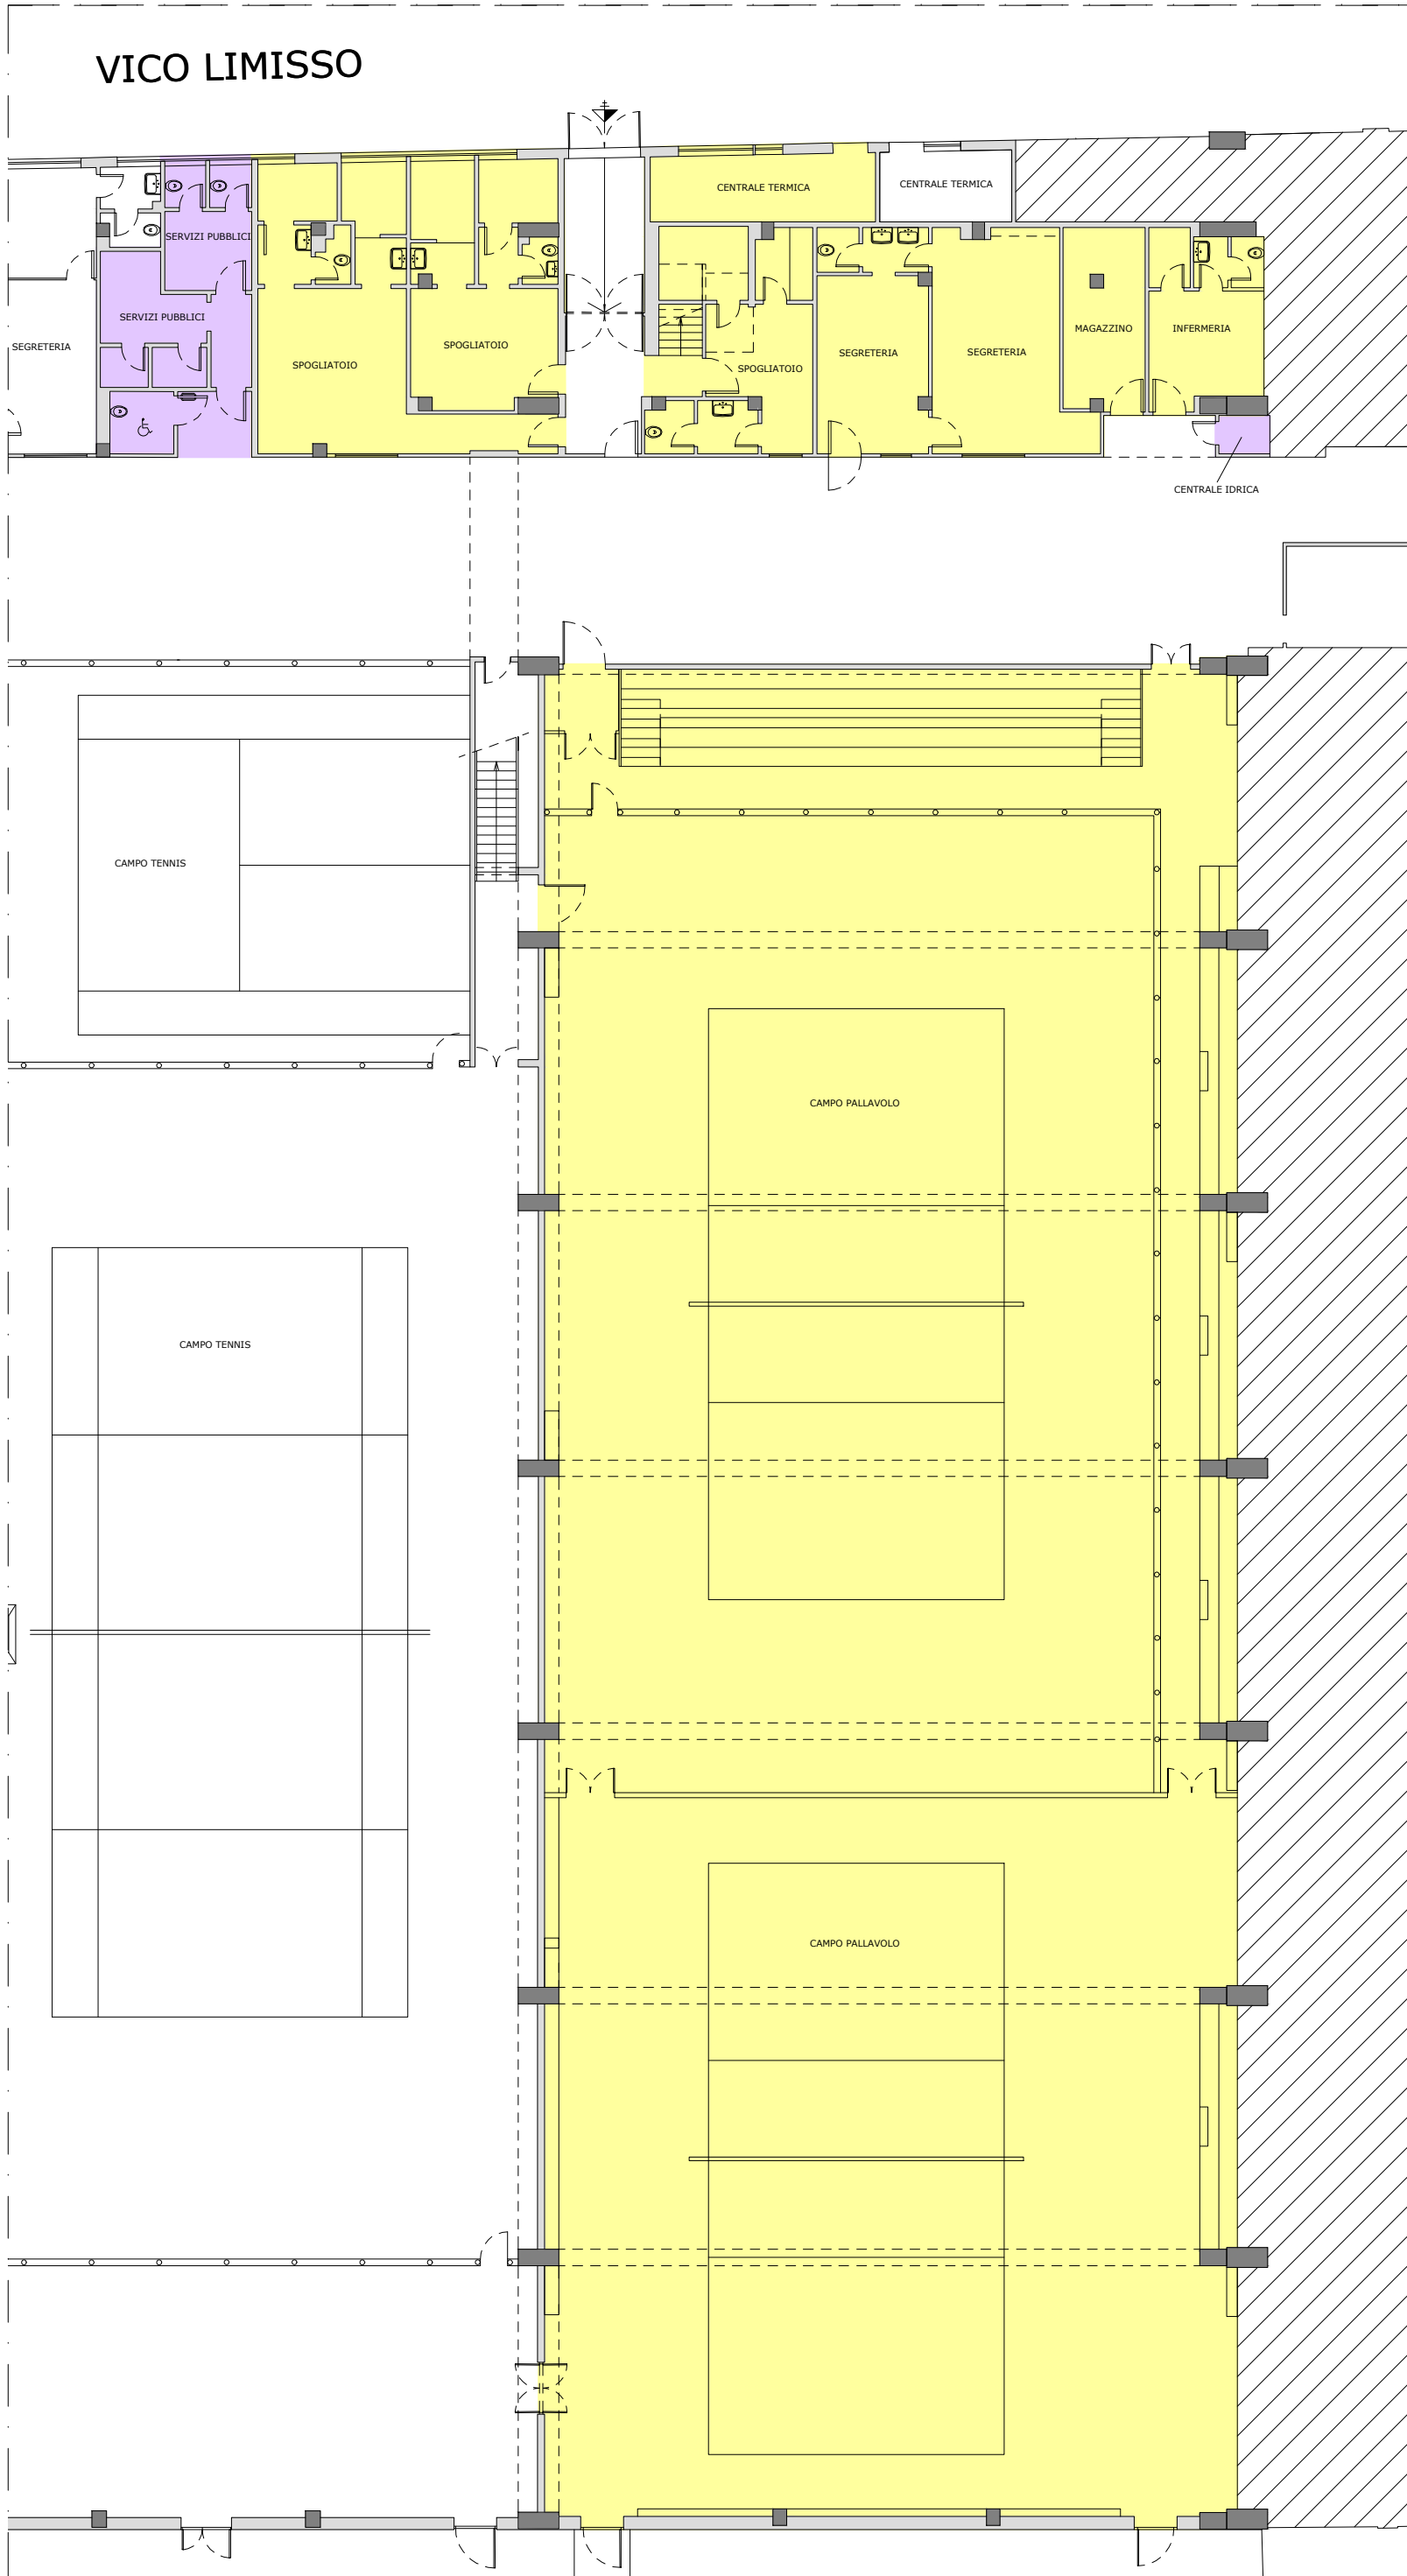 VICO LIMISSO
CENTRALE TERMICA
CENTRALE TERMICA
SERVIZI PUBBLICI
SERVIZI PUBBLICI
SEGRETERIA
SPOGLIATOIO
SPOGLIATOIO
SPOGLIATOIO
SEGRETERIA
SEGRETERIA
MAGAZZINO
INFERMERIA
CENTRALE IDRICA
CAMPO TENNIS
CAMPO PALLAVOLO
CAMPO TENNIS
CAMPO PALLAVOLO